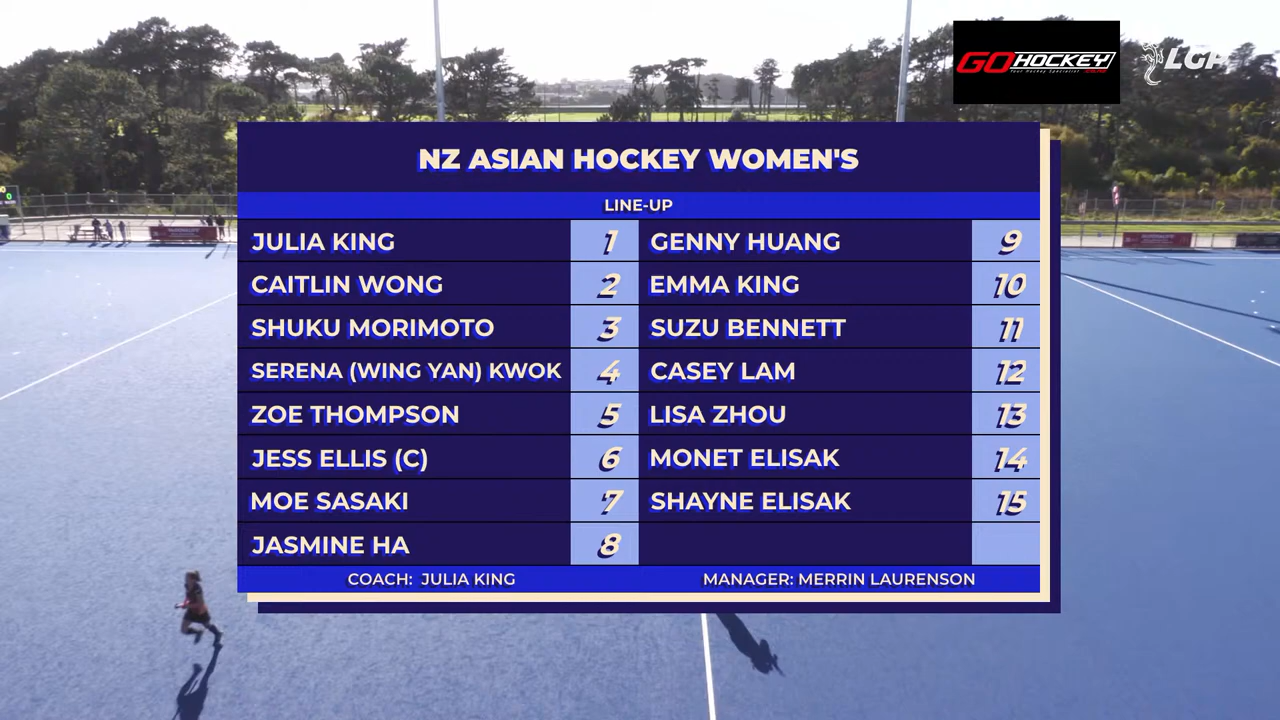 GO HOCKEY
LGP
NZ ASIAN HOCKEY WOMEN'S
LINE-UP
JULIA KING 1 GENNY HUANG 9
CAITLIN WONG 2 EMMA KING 10
SHUKU MORIMOTO 3 SUZU BENNETT 11
SERENA (WING YAN) KWOK 4 CASEY LAM 12
ZOE THOMPSON 5 LISA ZHOU 13
JESS ELLIS (C) 6 MONET ELISAK 14
MOE SASAKI 7 SHAYNE ELISAK 15
JASMINE HA 8
COACH: JULIA KING MANAGER: MERRIN LAURENSON